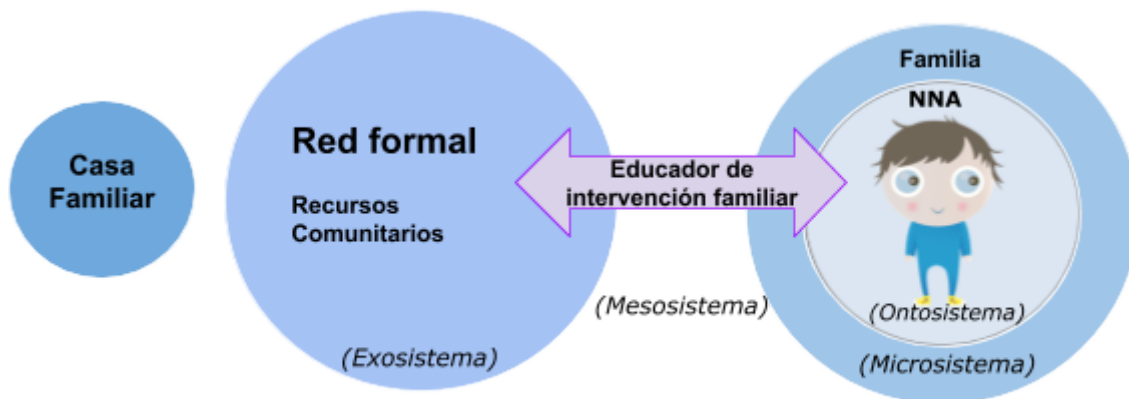 Casa
Familiar
Red formal
Recursos
Comunitarios
(Exosistema)
Educador de
intervención familiar
(Mesosistema)
Familia
NNA
(Ontosistema)
(Microsistema)